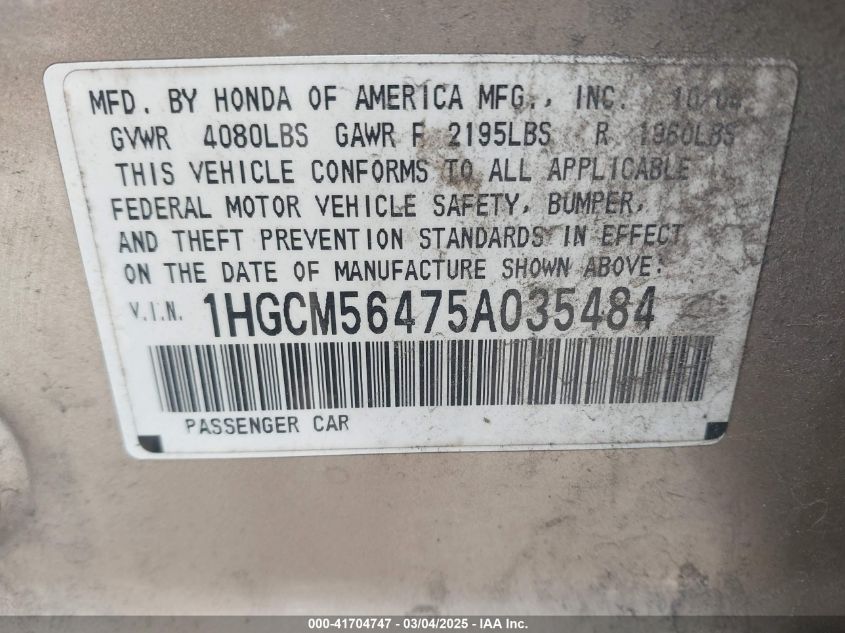 MFD. BY HONDA OF AMERICA MFG., INC. 10/04
GVWR 4080LBS GAWR F 2195LBS R 1960LBS
THIS VEHICLE CONFORMS TO ALL APPLICABLE
FEDERAL MOTOR VEHICLE SAFETY, BUMPER,
AND THEFT PREVENTION STANDARDS IN EFFECT
ON THE DATE OF MANUFACTURE SHOWN ABOVE:
V.I.N. 1HGCM56475A035484
PASSENGER CAR
000-41704747 - 03/04/2025 - IAA Inc.